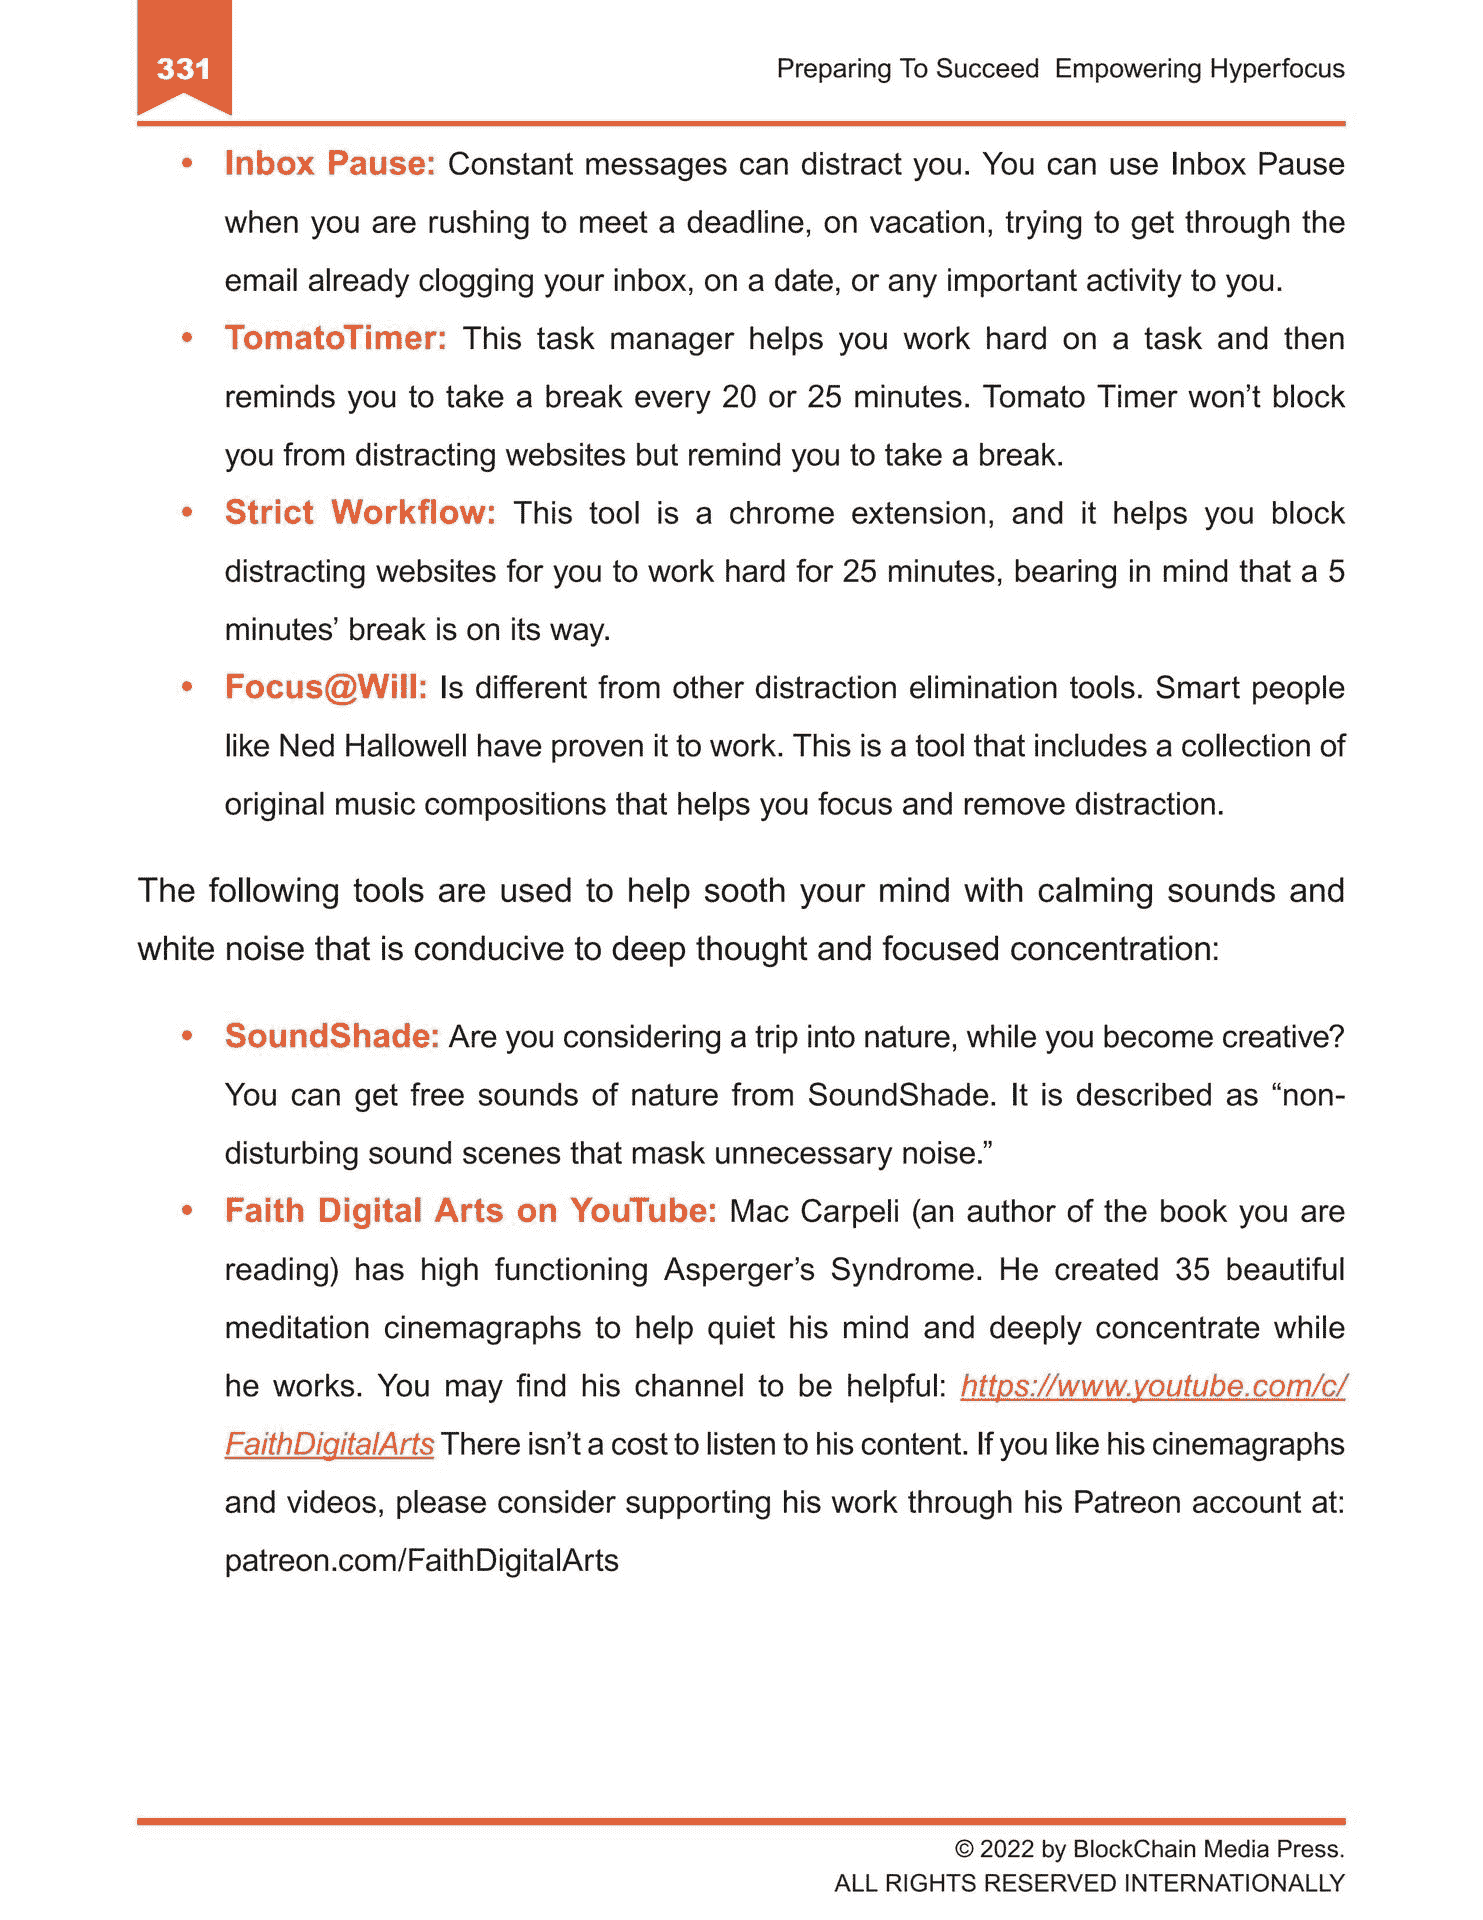 331
Preparing To Succeed Empowering Hyperfocus
• Inbox Pause: Constant messages can distract you. You can use Inbox Pause
when you are rushing to meet a deadline, on vacation, trying to get through the
email already clogging your inbox, on a date, or any important activity to you.
• TomatoTimer: This task manager helps you work hard on a task and then
reminds you to take a break every 20 or 25 minutes. Tomato Timer won’t block
you from distracting websites but remind you to take a break.
• Strict Workflow: This tool is a chrome extension, and it helps you block
distracting websites for you to work hard for 25 minutes, bearing in mind that a 5
minutes’ break is on its way.
• Focus@Will: Is different from other distraction elimination tools. Smart people
like Ned Hallowell have proven it to work. This is a tool that includes a collection of
original music compositions that helps you focus and remove distraction.
The following tools are used to help sooth your mind with calming sounds and
white noise that is conducive to deep thought and focused concentration:
• SoundShade: Are you considering a trip into nature, while you become creative?
You can get free sounds of nature from SoundShade. It is described as “non-
disturbing sound scenes that mask unnecessary noise.”
• Faith Digital Arts on YouTube: Mac Carpeli (an author of the book you are
reading) has high functioning Asperger’s Syndrome. He created 35 beautiful
meditation cinemagraphs to help quiet his mind and deeply concentrate while
he works. You may find his channel to be helpful: https://www.youtube.com/c/
FaithDigitalArts There isn’t a cost to listen to his content. If you like his cinemagraphs
and videos, please consider supporting his work through his Patreon account at:
patreon.com/FaithDigitalArts
© 2022 by BlockChain Media Press.
ALL RIGHTS RESERVED INTERNATIONALLY